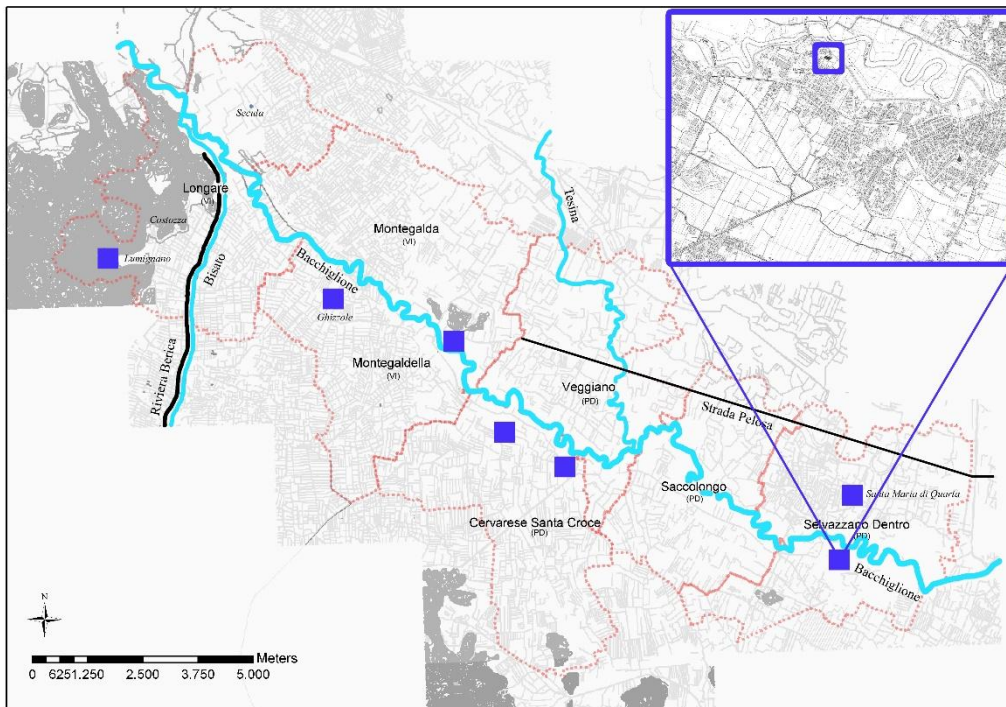 Secula
Tesina
Longare
(VI)
Costozza
Montegalda
(VI)
Lumignano
Bisato
Bacchiglione
Ghizzole
Riviera Berica
Montegaldella
(VI)
Veggiano
(PD)
Strada Pelosa
Saccolongo
(PD)
Santa Maria di Quarta
Cervarese Santa Croce
(PD)
Selvazzano Dentro
(PD)
Bacchiglione
N
Meters
0 625 1.250 2.500 3.750 5.000